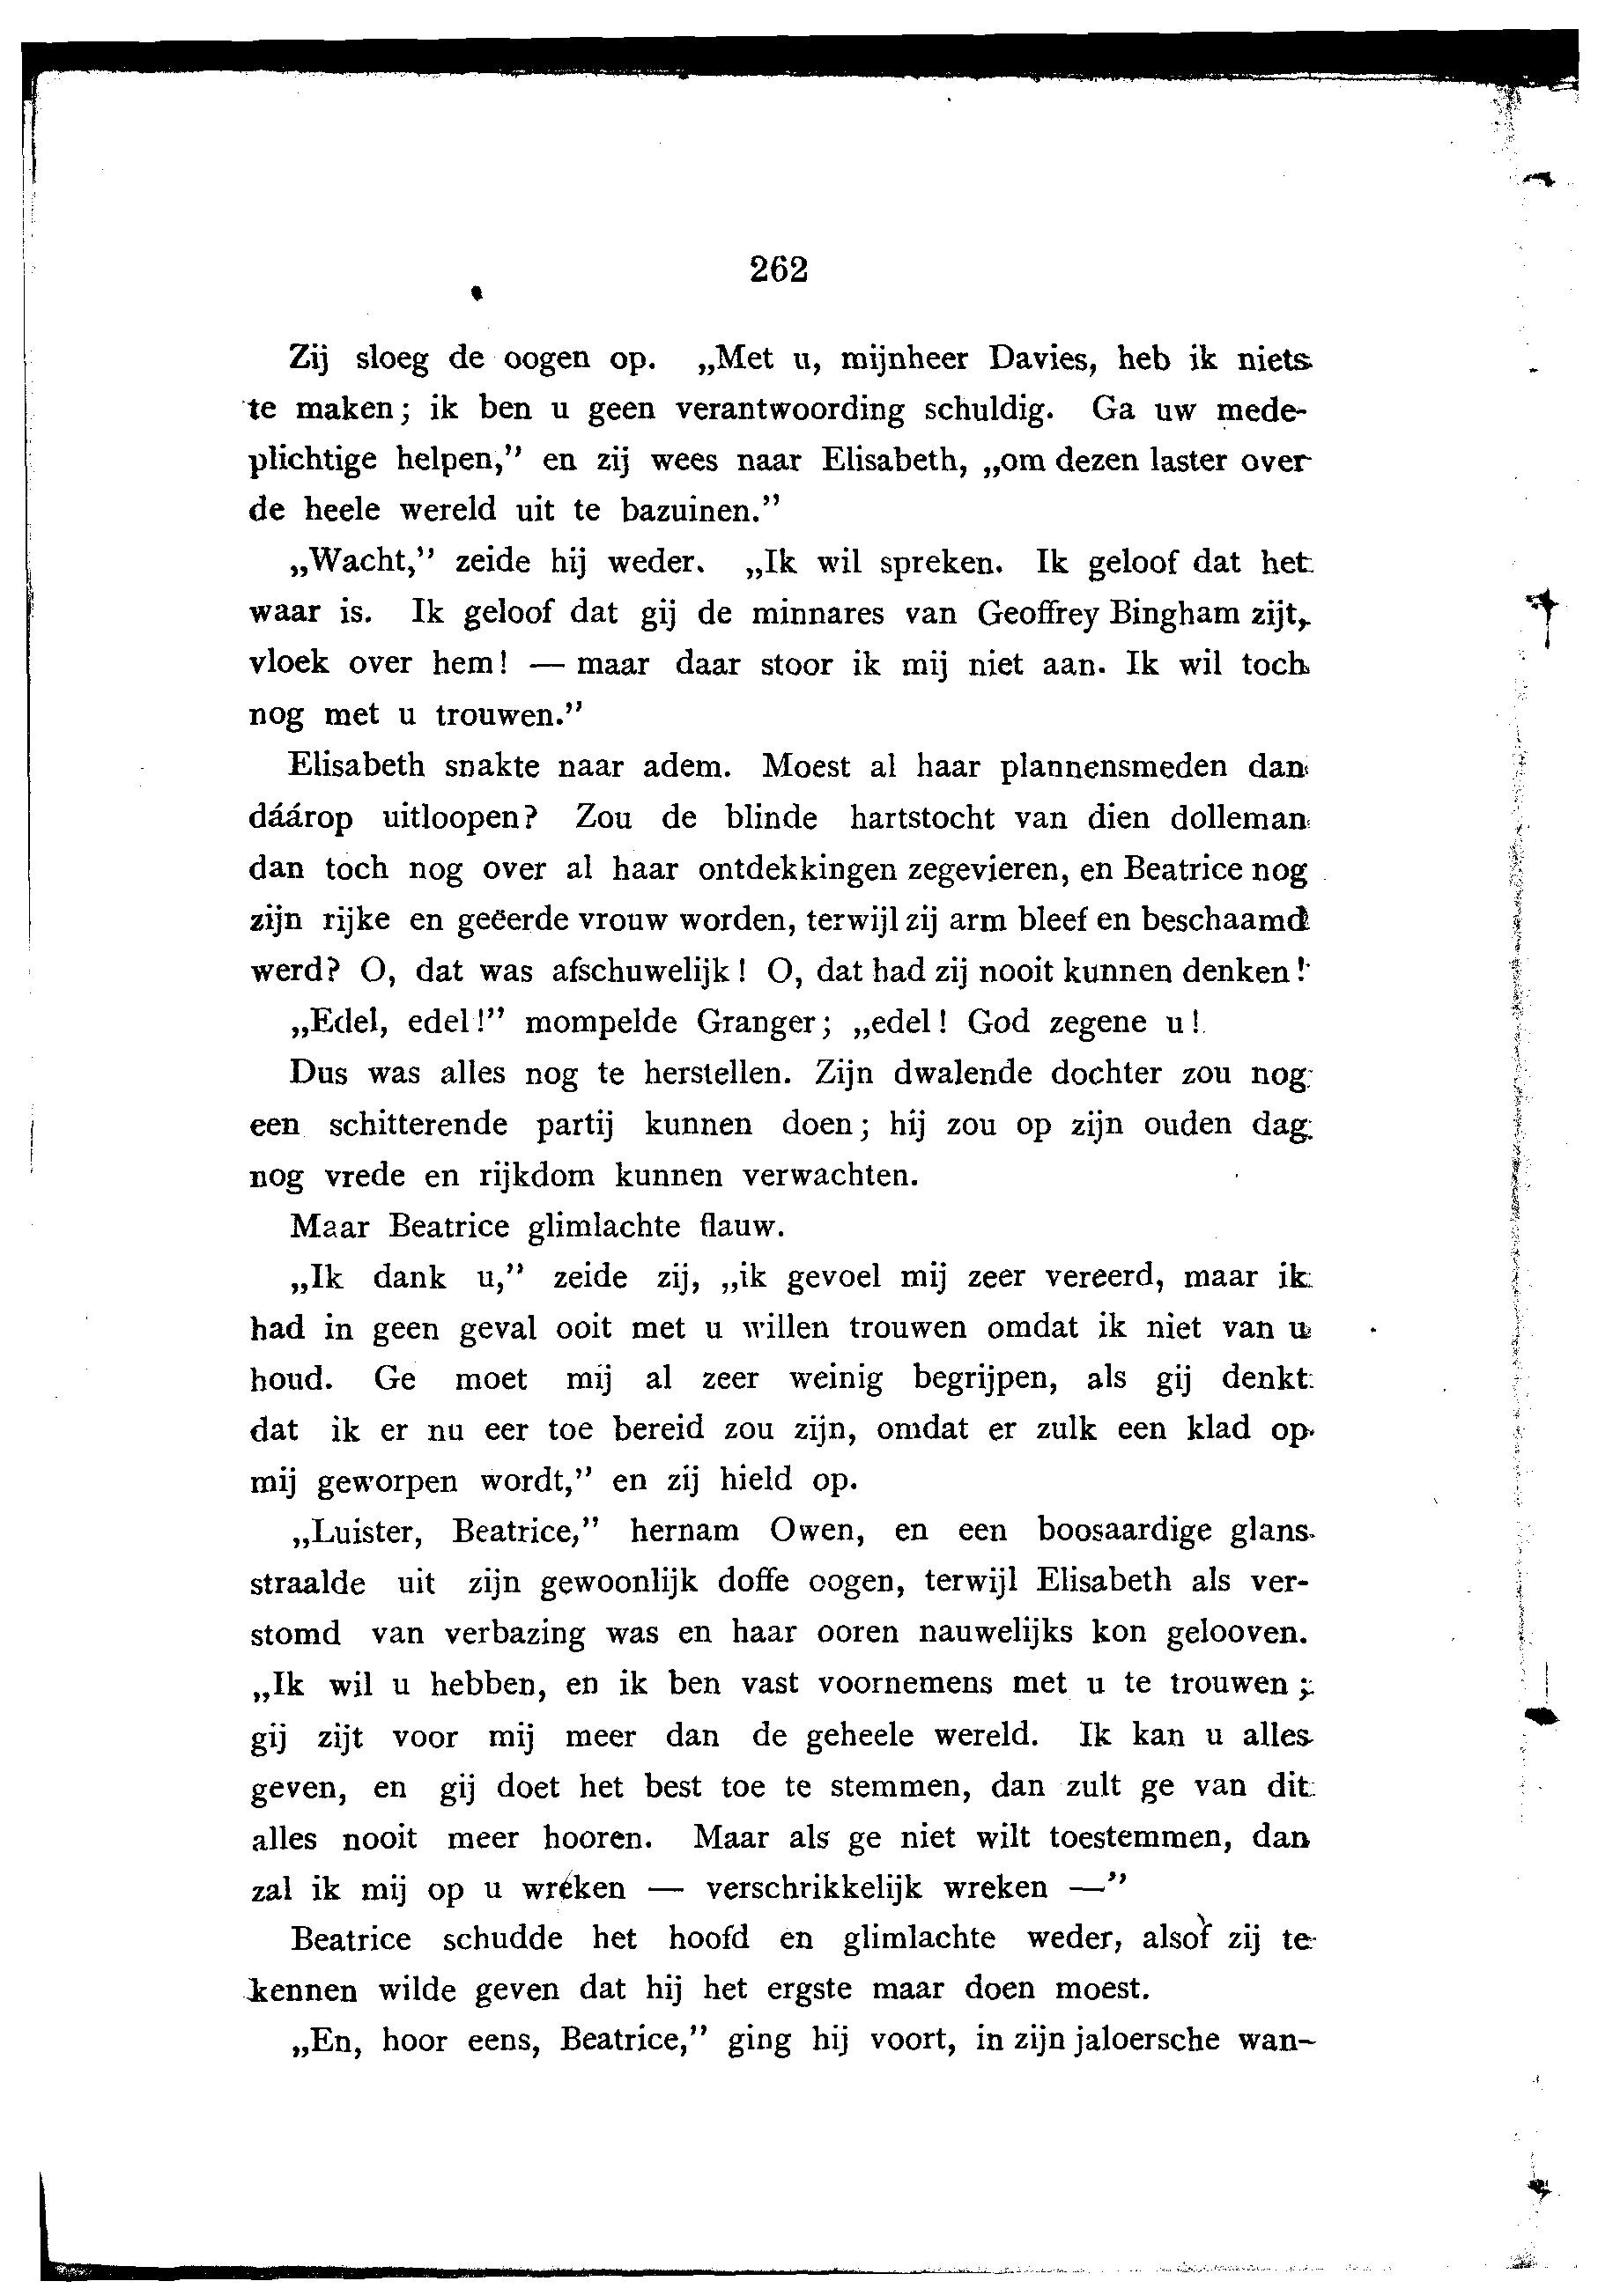 262
Zij sloeg de oogen op. „Met u, mijnheer Davies, heb ik niets
te maken; ik ben u geen verantwoording schuldig. Ga uw mede-
plichtige helpen,” en zij wees naar Elisabeth, „om dezen laster over
de heele wereld uit te bazuinen.”
„Wacht,” zeide hij weder. „Ik wil spreken. Ik geloof dat het
waar is. Ik geloof dat gij de minnares van Geoffrey Bingham zijt,
vloek over hem! — maar daar stoor ik mij niet aan. Ik wil toch
nog met u trouwen.”
Elisabeth snakte naar adem. Moest al haar plannensmeden dan
dáárop uitloopen? Zou de blinde hartstocht van dien dolleman
dan toch nog over al haar ontdekkingen zegevieren, en Beatrice nog
zijn rijke en geëerde vrouw worden, terwijl zij arm bleef en beschaamd
werd? O, dat was afschuwelijk! O, dat had zij nooit kunnen denken!
„Edel, edel!” mompelde Granger; „edel! God zegene u!
Dus was alles nog te herstellen. Zijn dwalende dochter zou nog
een schitterende partij kunnen doen; hij zou op zijn ouden dag
nog vrede en rijkdom kunnen verwachten.
Maar Beatrice glimlachte flauw.
„Ik dank u,” zeide zij, „ik gevoel mij zeer vereerd, maar ik
had in geen geval ooit met u willen trouwen omdat ik niet van u
houd. Ge moet mij al zeer weinig begrijpen, als gij denkt
dat ik er nu eer toe bereid zou zijn, omdat er zulk een klad op
mij geworpen wordt,” en zij hield op.
„Luister, Beatrice,” hernam Owen, en een boosaardige glans
straalde uit zijn gewoonlijk doffe oogen, terwijl Elisabeth als ver-
stomd van verbazing was en haar ooren nauwelijks kon gelooven.
„Ik wil u hebben, en ik ben vast voornemens met u te trouwen;
gij zijt voor mij meer dan de geheele wereld. Ik kan u alles
geven, en gij doet het best toe te stemmen, dan zult ge van dit
alles nooit meer hooren. Maar als ge niet wilt toestemmen, dan
zal ik mij op u wreken — verschrikkelijk wreken —”
Beatrice schudde het hoofd en glimlachte weder, alsof zij te
kennen wilde geven dat hij het ergste maar doen moest.
„En, hoor eens, Beatrice,” ging hij voort, in zijn jaloersche wan-